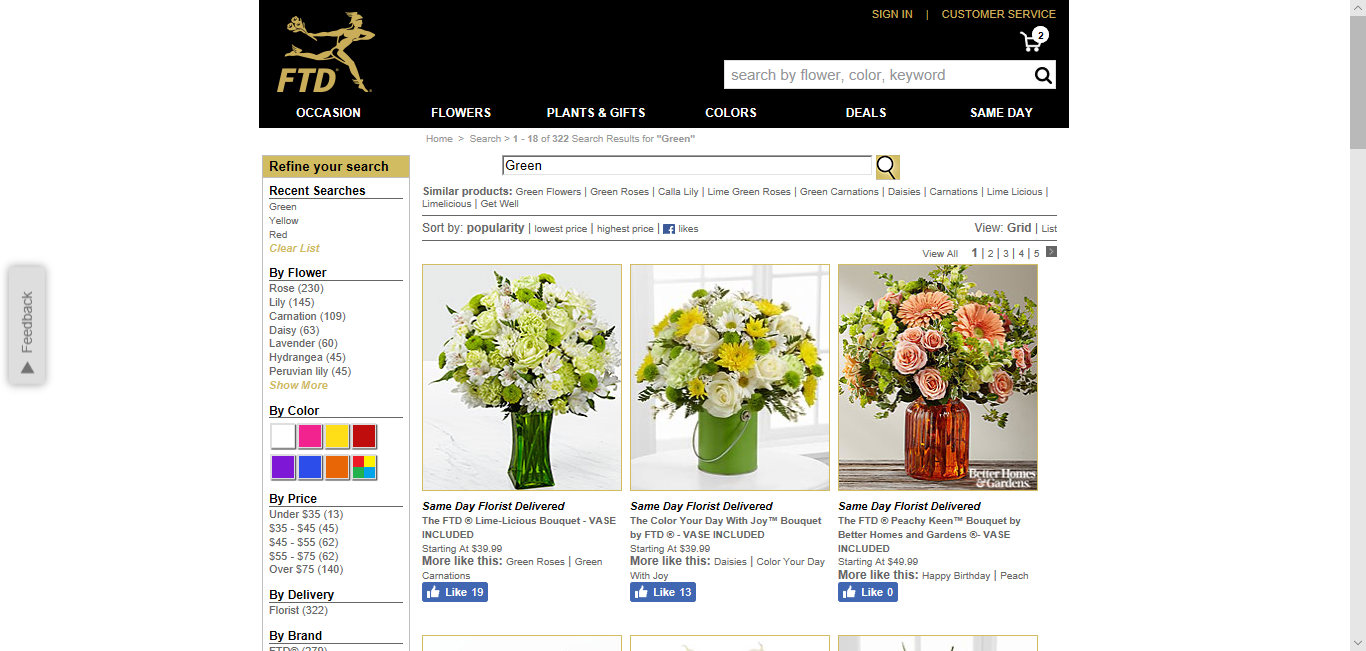 SIGN IN | CUSTOMER SERVICE
2
FTD
search by flower, color, keyword
OCCASION FLOWERS PLANTS & GIFTS COLORS DEALS SAME DAY
Home > Search > 1 - 18 of 322 Search Results for "Green"
Refine your search
Recent Searches
Green
Yellow
Red
Clear List
By Flower
Rose (230)
Lily (145)
Carnation (109)
Daisy (63)
Lavender (60)
Hydrangea (45)
Peruvian lily (45)
Show More
By Color
By Price
Under $35 (13)
$35 - $45 (45)
$45 - $55 (62)
$55 - $75 (62)
Over $75 (140)
By Delivery
Florist (322)
By Brand
FTD® (279)
Feedback
Green
Similar products: Green Flowers | Green Roses | Calla Lily | Lime Green Roses | Green Carnations | Daisies | Carnations | Lime Licious |
Limelicious | Get Well
Sort by: popularity | lowest price | highest price | f likes
View: Grid | List
View All 1 | 2 | 3 | 4 | 5 >
Same Day Florist Delivered
The FTD ® Lime-Licious Bouquet - VASE
INCLUDED
Starting At $39.99
More like this: Green Roses | Green
Carnations
Like 19
Same Day Florist Delivered
The Color Your Day With Joy™ Bouquet
by FTD ® - VASE INCLUDED
Starting At $39.99
More like this: Daisies | Color Your Day
With Joy
Like 13
Better Homes
&Gardens.
Same Day Florist Delivered
The FTD ® Peachy Keen™ Bouquet by
Better Homes and Gardens ®- VASE
INCLUDED
Starting At $49.99
More like this: Happy Birthday | Peach
Like 0